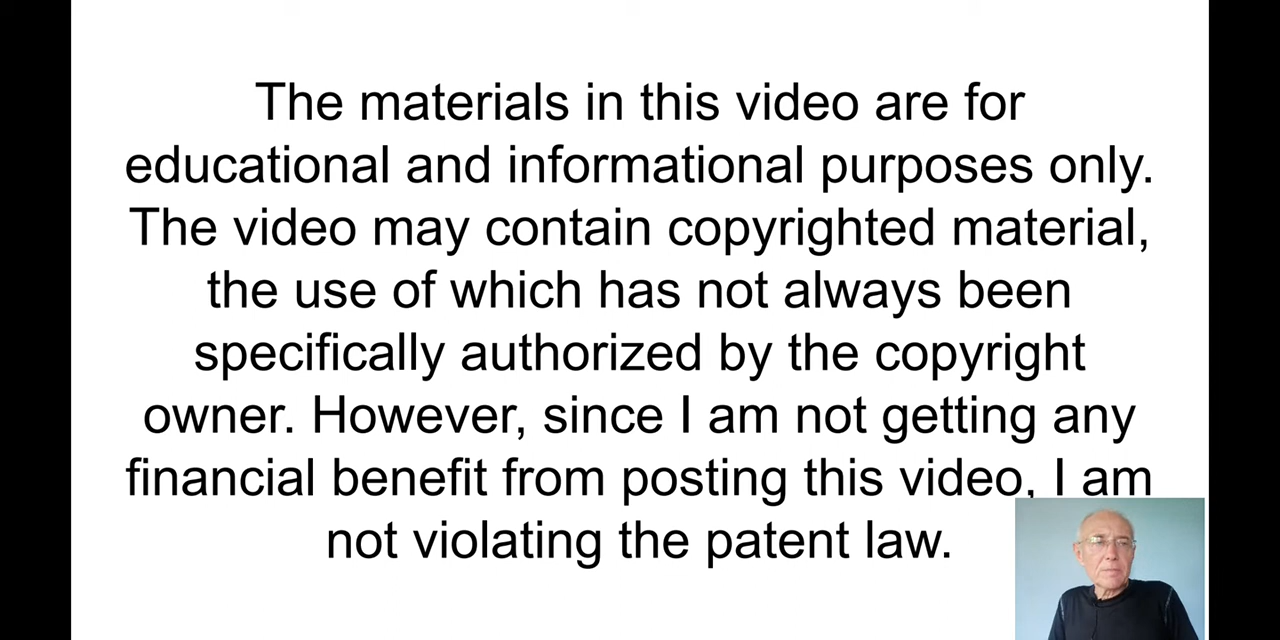 The materials in this video are for
educational and informational purposes only.
The video may contain copyrighted material,
the use of which has not always been
specifically authorized by the copyright
owner. However, since I am not getting any
financial benefit from posting this video, I am
not violating the patent law.